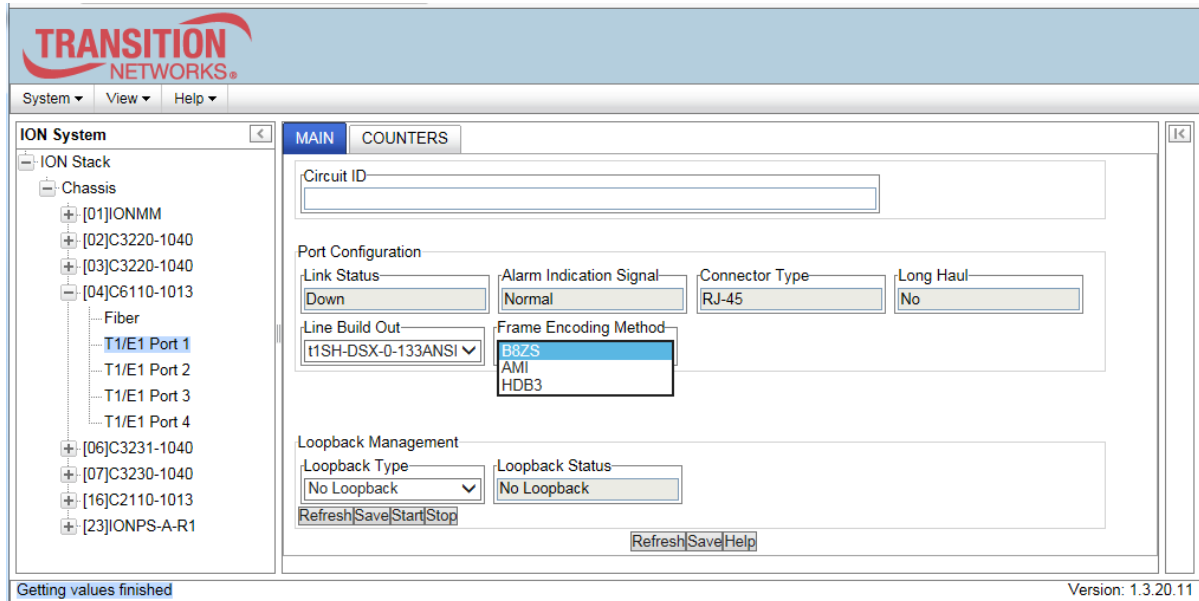 TRANSITION
NETWORKS®
System View Help
ION System
ION Stack
Chassis
[01]IONMM
[02]C3220-1040
[03]C3220-1040
[04]C6110-1013
Fiber
T1/E1 Port 1
T1/E1 Port 2
T1/E1 Port 3
T1/E1 Port 4
[06]C3231-1040
[07]C3230-1040
[16]C2110-1013
[23]IONPS-A-R1
MAIN COUNTERS
Circuit ID
Port Configuration
Link Status Alarm Indication Signal Connector Type Long Haul
Down Normal RJ-45 No
Line Build Out Frame Encoding Method
t1SH-DSX-0-133ANSI B8ZS
AMI
HDB3
Loopback Management
Loopback Type Loopback Status
No Loopback No Loopback
Refresh Save Start Stop
Refresh Save Help
Getting values finished Version: 1.3.20.11